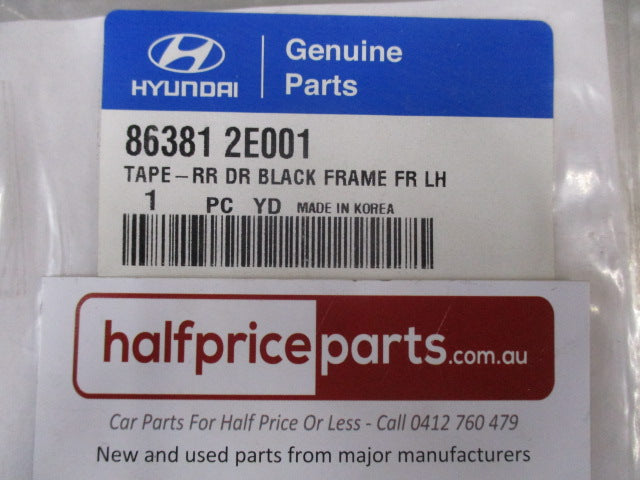 HYUNDAI
Genuine
Parts
86381 2E001
TAPE-RR DR BLACK FRAME FR LH
1 PC YD MADE IN KOREA
halfpriceparts.com.au
Car Parts For Half Price Or Less - Call 0412 760 479
New and used parts from major manufacturers